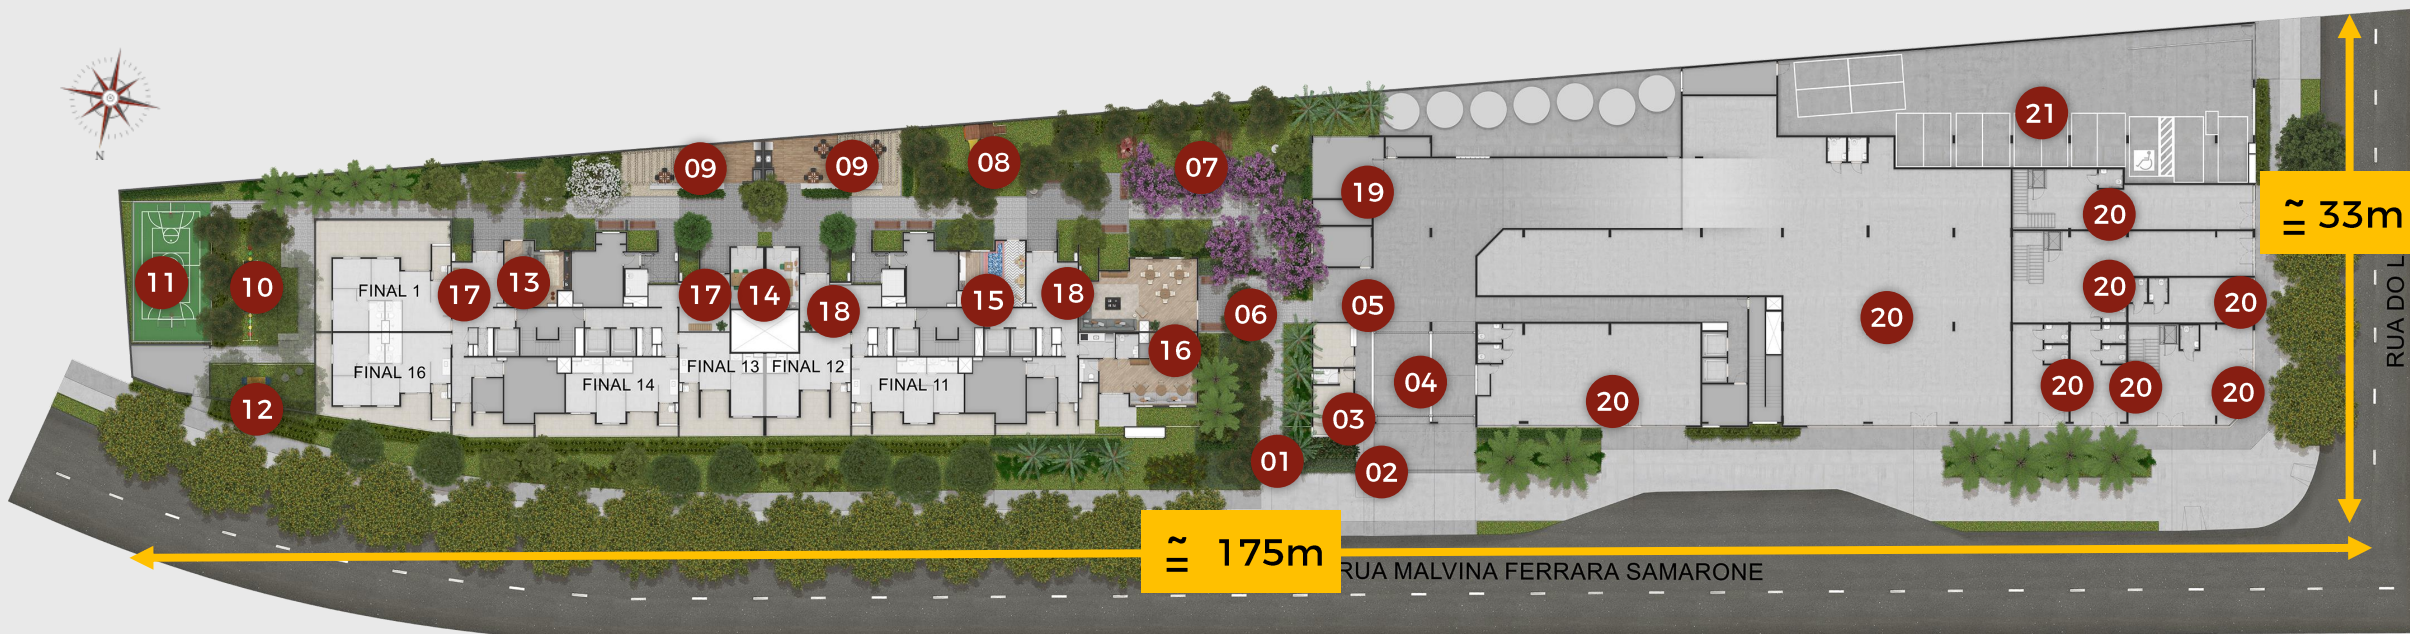 N
21
09
09
08
07
19
20
≅ 33m
11
10
FINAL 1
17
13
17
14
18
15
18
06
05
20
20
20
RUA DO L
FINAL 16
FINAL 14
FINAL 13
FINAL 12
FINAL 11
16
04
20
20
20
20
12
03
01
02
≅ 175m
RUA MALVINA FERRARA SAMARONE